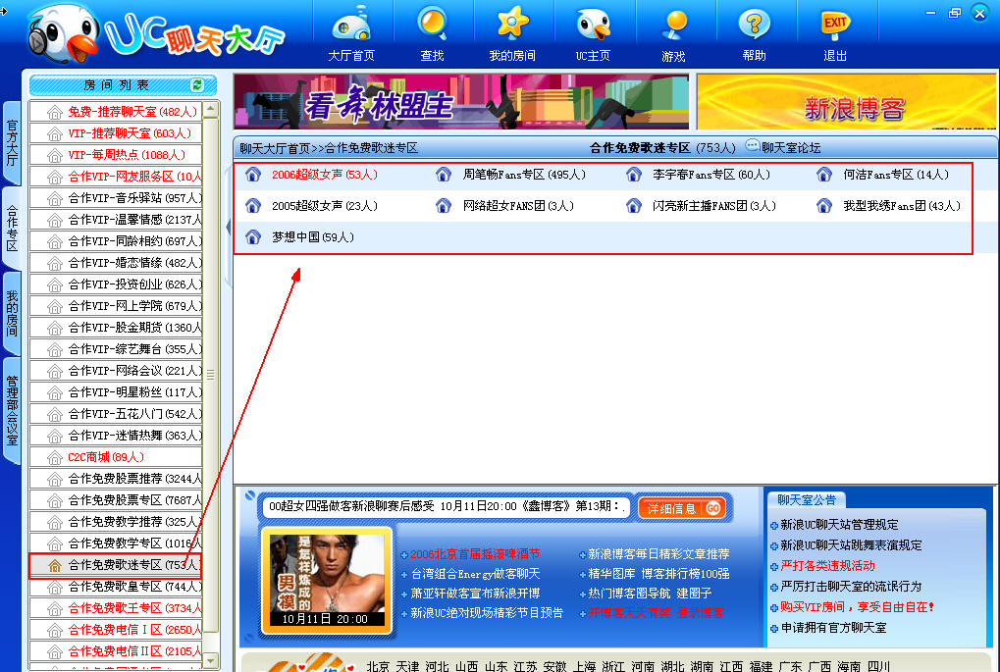 UC聊天大厅
大厅首页 查找 我的房间 UC主页 游戏 帮助 退出
EXIT
房间列表
官方大厅
合作专区
我的房间
管理部会议室
免费-推荐聊天室(482人)
VIP-推荐聊天室(603人)
VIP-每周热点(1088人)
合作VIP-网友服务区(10人
合作VIP-音乐驿站(957人)
合作VIP-温馨情感(2137人
合作VIP-同龄相约(697人)
合作VIP-婚恋情缘(482人)
合作VIP-投资创业(626人)
合作VIP-网上学院(679人)
合作VIP-股金期货(1360人
合作VIP-综艺舞台(355人)
合作VIP-网络会议(221人)
合作VIP-明星粉丝(117人)
合作VIP-五花八门(542人)
合作VIP-迷情热舞(363人)
C2C商城(89人)
合作免费股票推荐(3244人
合作免费股票专区(7687人
合作免费教学推荐(325人)
合作免费教学专区(1016人
合作免费歌迷专区(753人)
合作免费歌皇专区(744人)
合作免费歌王专区(3734人
合作免费电信Ⅰ区(2650人
合作免费电信Ⅱ区(2105人
看舞林盟主
新浪博客
聊天大厅首页>>合作免费歌迷专区 合作免费歌迷专区 (753人) 聊天室论坛
2006超级女声(53人) 周笔畅Fans专区(495人) 李宇春Fans专区(60人) 何洁Fans专区(14人)
2005超级女声(23人) 网络超女FANS团(3人) 闪亮新主播FANS团(3人) 我型我绣Fans团(43人)
梦想中国(59人)
00超女四强做客新浪聊赛后感受 10月11日20:00《鑫博客》第13期:
详细信息 GO
是怎样炼成的
男模
10月11日 20:00
2006北京首届摇滚啤酒节
台湾组合Energy做客聊天
萧亚轩做客宣布新浪开博
新浪UC绝对现场精彩节目预告
新浪博客每日精彩文章推荐
精华图库 博客排行榜100强
热门博客圈导航 建圈子
聊天室公告
新浪UC聊天站管理规定
新浪UC聊天站跳舞表演规定
严打各类违规活动
严厉打击聊天室的流氓行为
购买VIP房间，享受自由自在!
申请拥有官方聊天室
北京 天津 河北 山西 山东 江苏 安徽 上海 浙江 河南 湖北 湖南 江西 福建 广东 广西 海南 四川